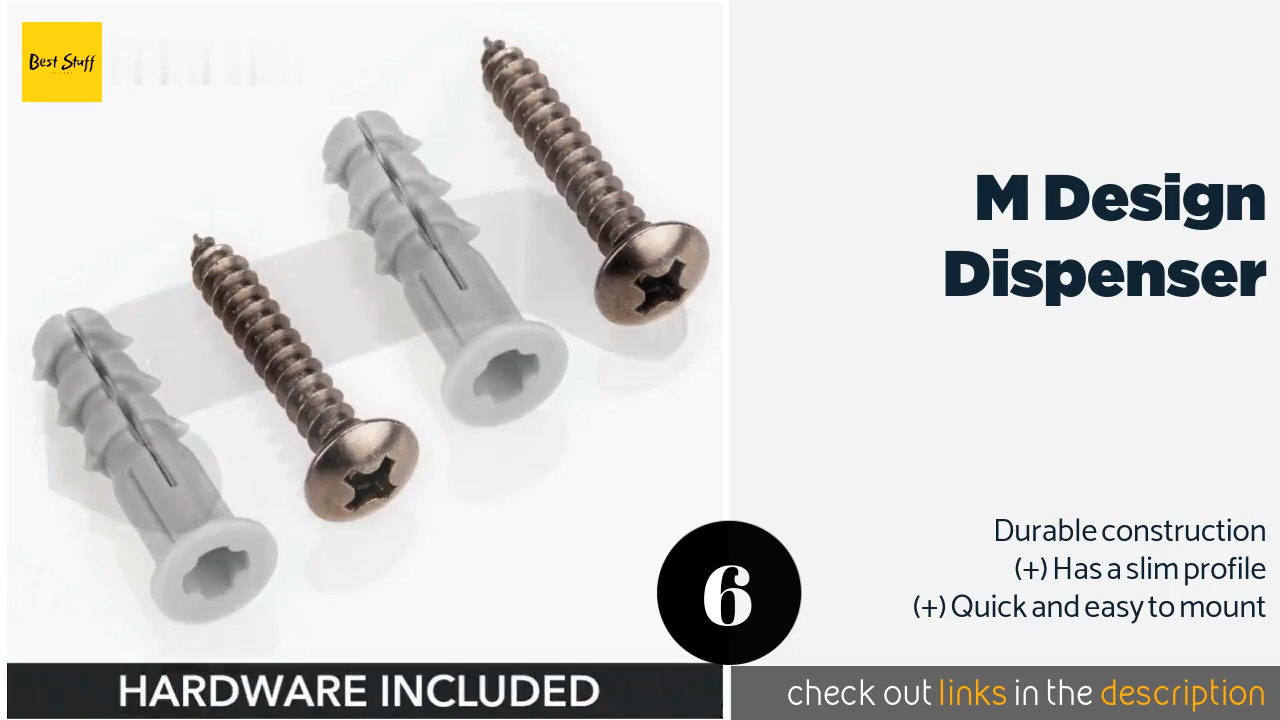 Best Stuff
M Design
Dispenser
Durable construction
(+) Has a slim profile
(+) Quick and easy to mount
6
HARDWARE INCLUDED
check out links in the description